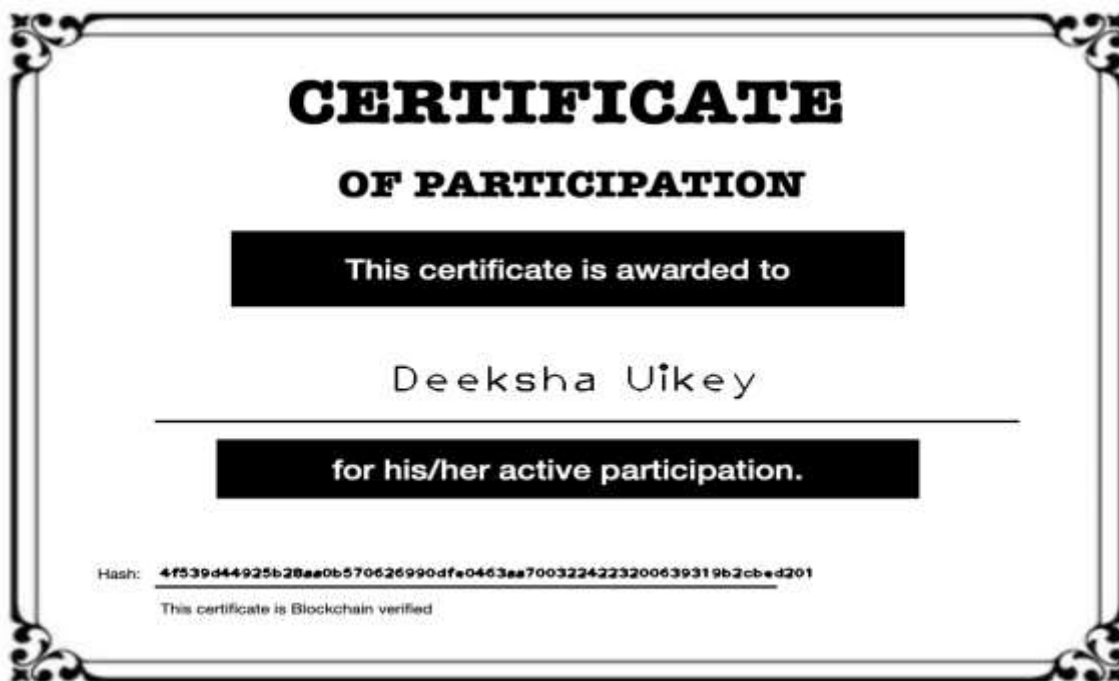 CERTIFICATE
OF PARTICIPATION
This certificate is awarded to
Deeksha Uikey
for his/her active participation.
Hash: 4f539d44925b28aa0b570626990dfe0463aa7003224223200639319b2cbed201
This certificate is Blockchain verified